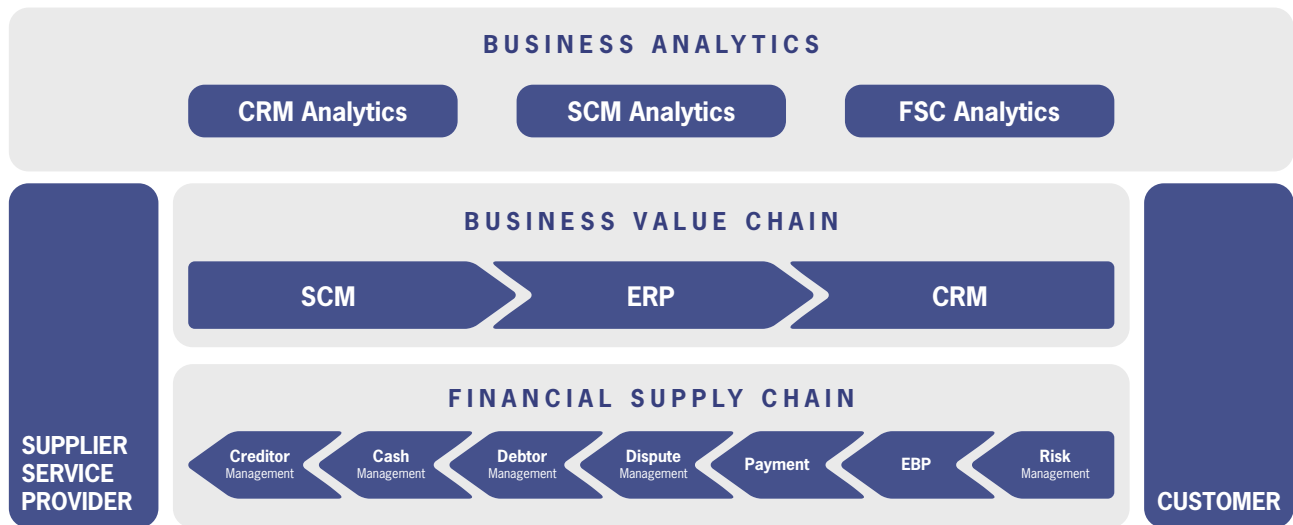 BUSINESS ANALYTICS
CRM Analytics
SCM Analytics
FSC Analytics
BUSINESS VALUE CHAIN
SCM
ERP
CRM
FINANCIAL SUPPLY CHAIN
Creditor
Management
Cash
Management
Debtor
Management
Dispute
Management
Payment
EBP
Risk
Management
SUPPLIER
SERVICE
PROVIDER
CUSTOMER